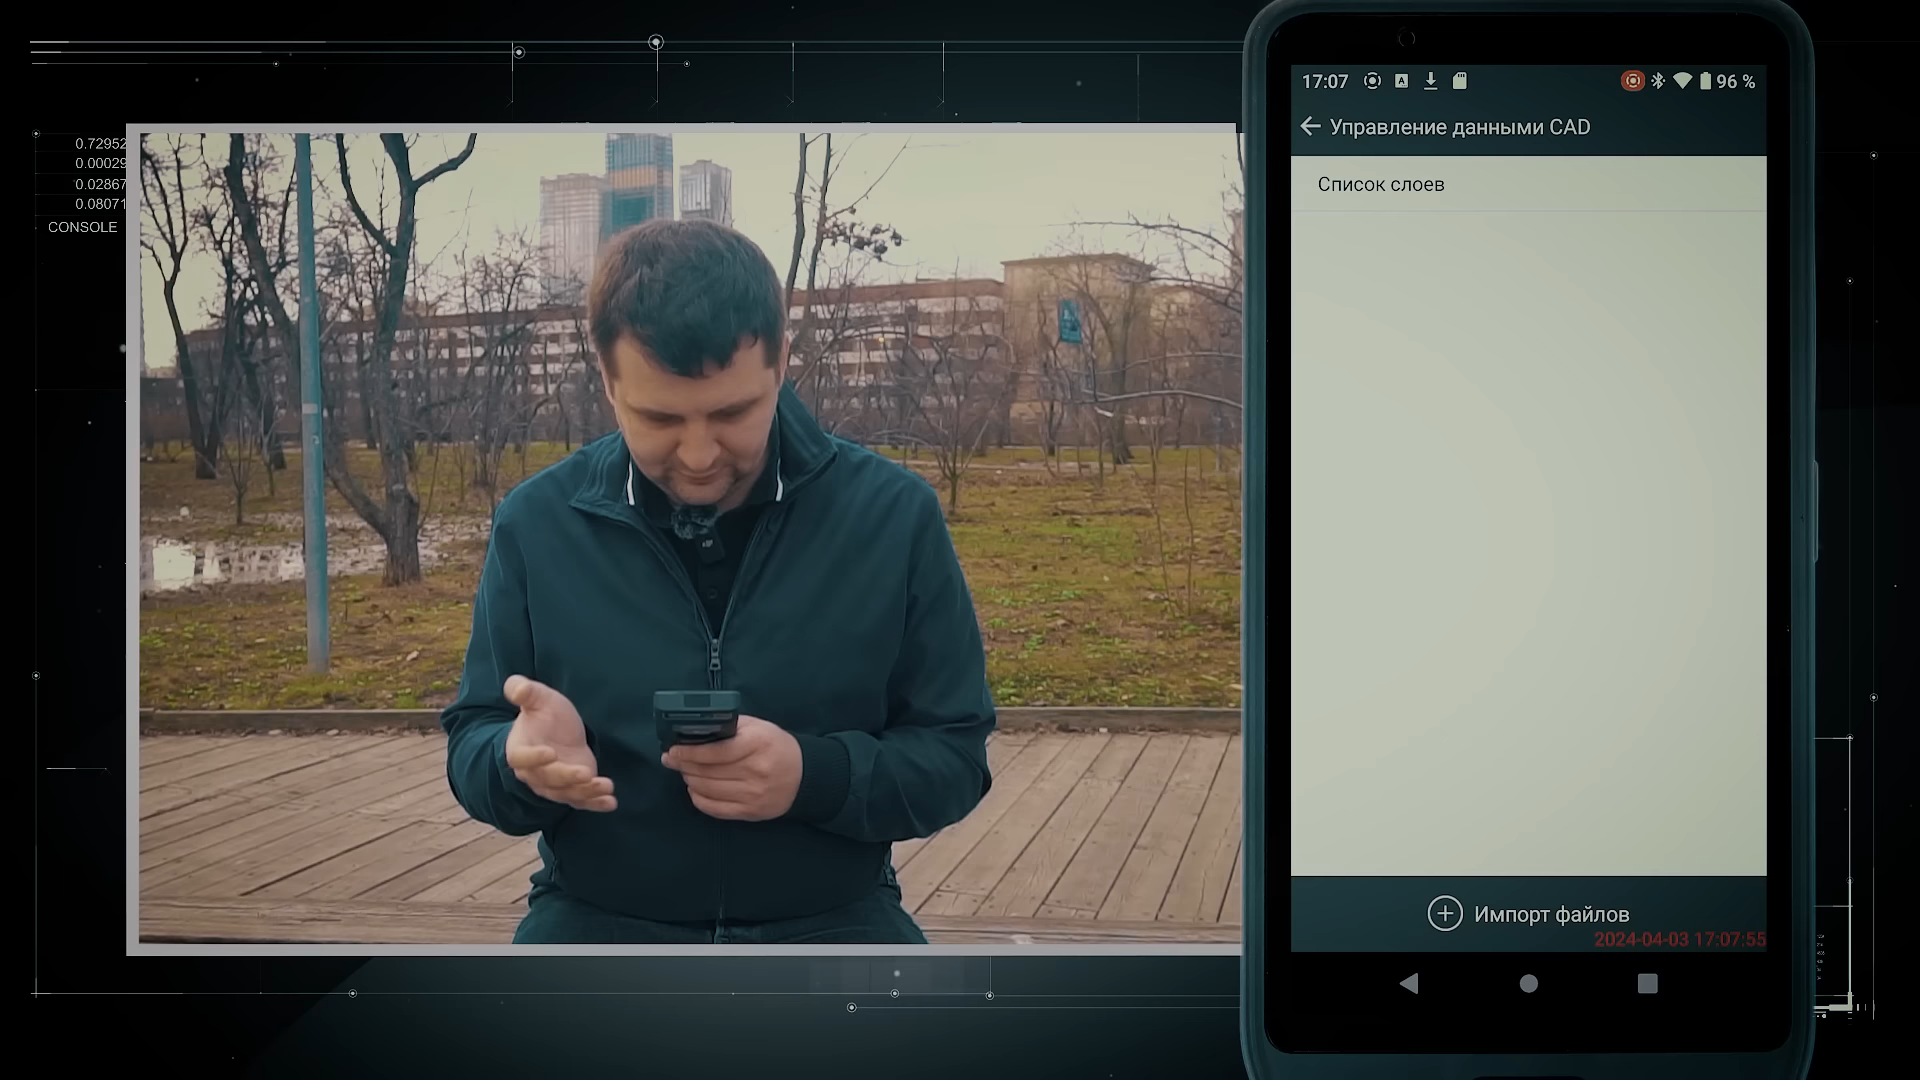 0.72952
0.00029
0.02867
0.08071
CONSOLE
17:07
96 %
Управление данными CAD
Список слоев
Импорт файлов
2024-04-03 17:07:55